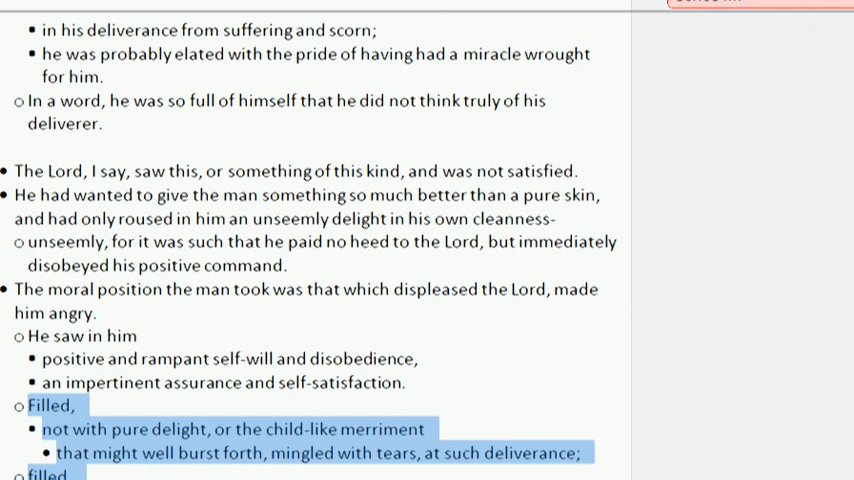 ▪ in his deliverance from suffering and scorn;
▪ he was probably elated with the pride of having had a miracle wrought
for him.
○ In a word, he was so full of himself that he did not think truly of his
deliverer.
• The Lord, I say, saw this, or something of this kind, and was not satisfied.
• He had wanted to give the man something so much better than a pure skin,
and had only roused in him an unseemly delight in his own cleanness-
○ unseemly, for it was such that he paid no heed to the Lord, but immediately
disobeyed his positive command.
• The moral position the man took was that which displeased the Lord, made
him angry.
○ He saw in him
▪ positive and rampant self-will and disobedience,
▪ an impertinent assurance and self-satisfaction.
○ Filled,
▪ not with pure delight, or the child-like merriment
• that might well burst forth, mingled with tears, at such deliverance;
○ filled